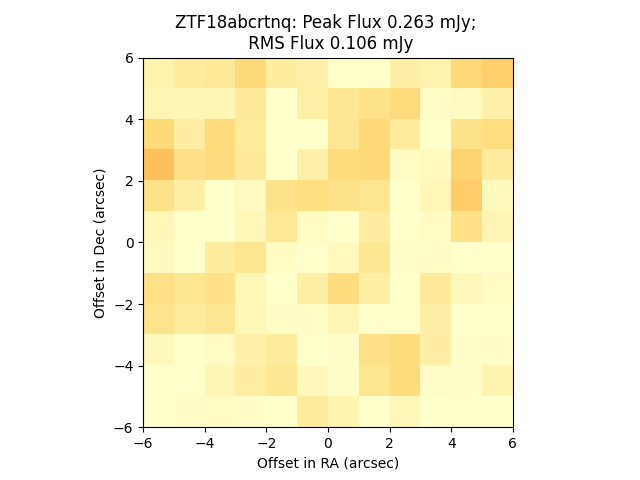 ZTF18abcrtnq: Peak Flux 0.263 mJy;
RMS Flux 0.106 mJy
6
4
2
0
−2
−4
−6
Offset in Dec (arcsec)
−6 −4 −2 0 2 4 6
Offset in RA (arcsec)